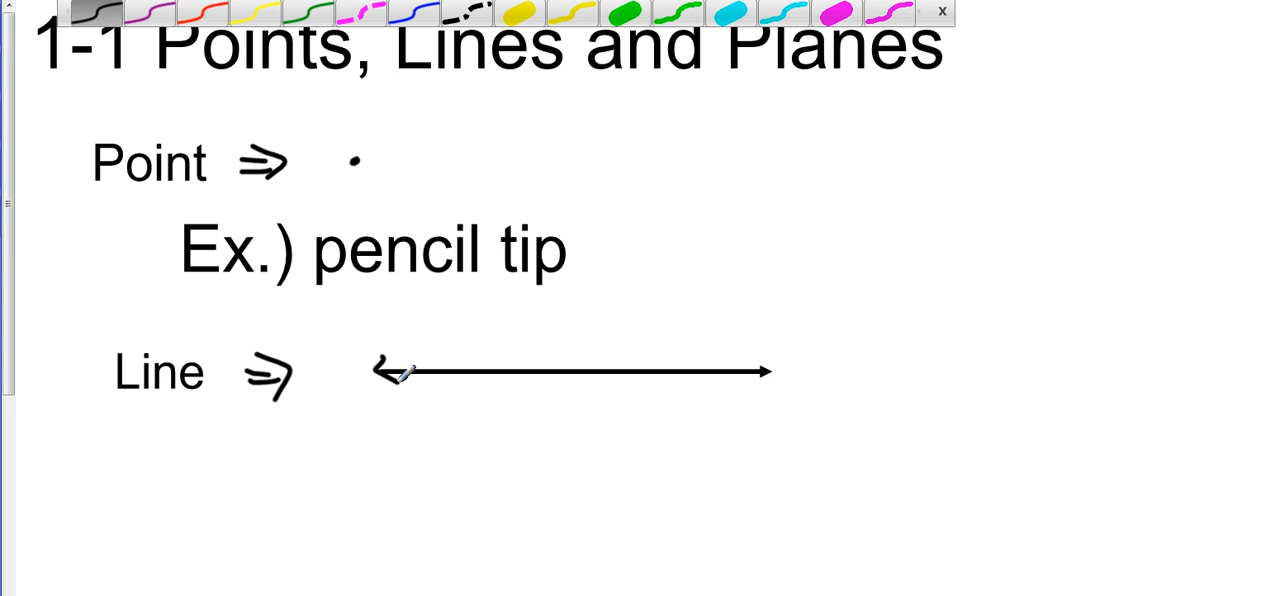 1-1 Points, Lines and Planes
Point ⇒ •
Ex.) pencil tip
Line ⇒
x